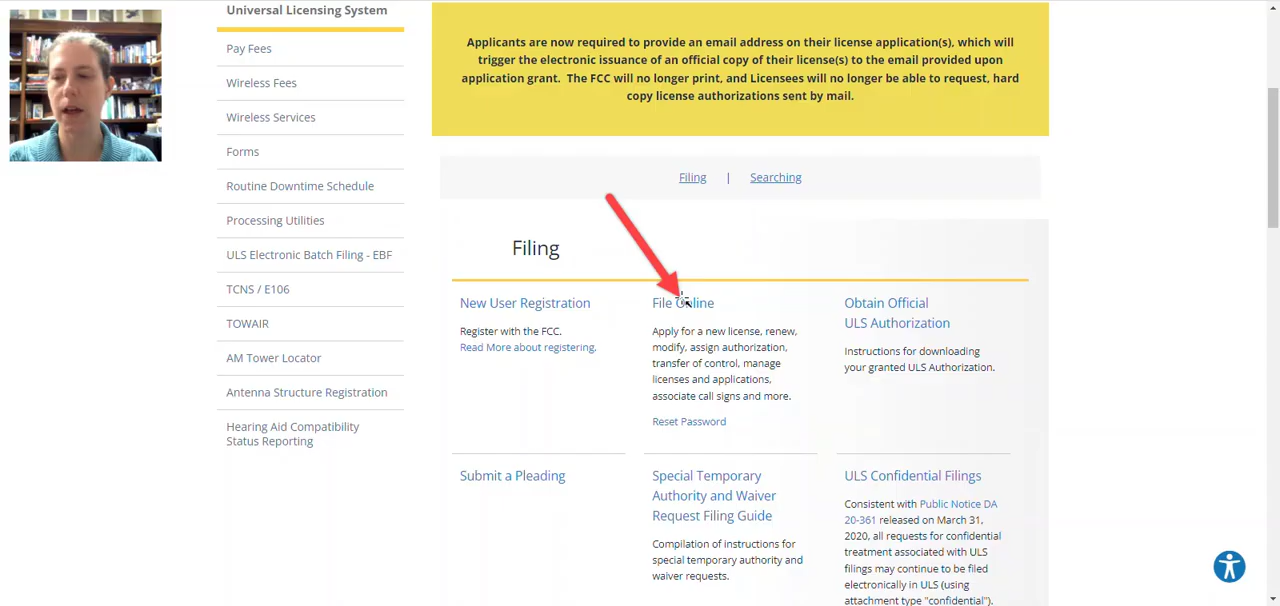 Universal Licensing System
Pay Fees
Wireless Fees
Wireless Services
Forms
Routine Downtime Schedule
Processing Utilities
ULS Electronic Batch Filing - EBF
TCNS / E106
TOWAIR
AM Tower Locator
Antenna Structure Registration
Hearing Aid Compatibility
Status Reporting
Applicants are now required to provide an email address on their license application(s), which will
trigger the electronic issuance of an official copy of their license(s) to the email provided upon
application grant. The FCC will no longer print, and Licensees will no longer be able to request, hard
copy license authorizations sent by mail.
Filing | Searching
Filing
New User Registration
Register with the FCC.
Read More about registering.
File Online
Apply for a new license, renew,
modify, assign authorization,
transfer of control, manage
licenses and applications,
associate call signs and more.
Reset Password
Obtain Official
ULS Authorization
Instructions for downloading
your granted ULS Authorization.
Submit a Pleading
Special Temporary
Authority and Waiver
Request Filing Guide
Compilation of instructions for
special temporary authority and
waiver requests.
ULS Confidential Filings
Consistent with Public Notice DA
20-361 released on March 31,
2020, all requests for confidential
treatment associated with ULS
filings may continue to be filed
electronically in ULS (using
attachment type "confidential").